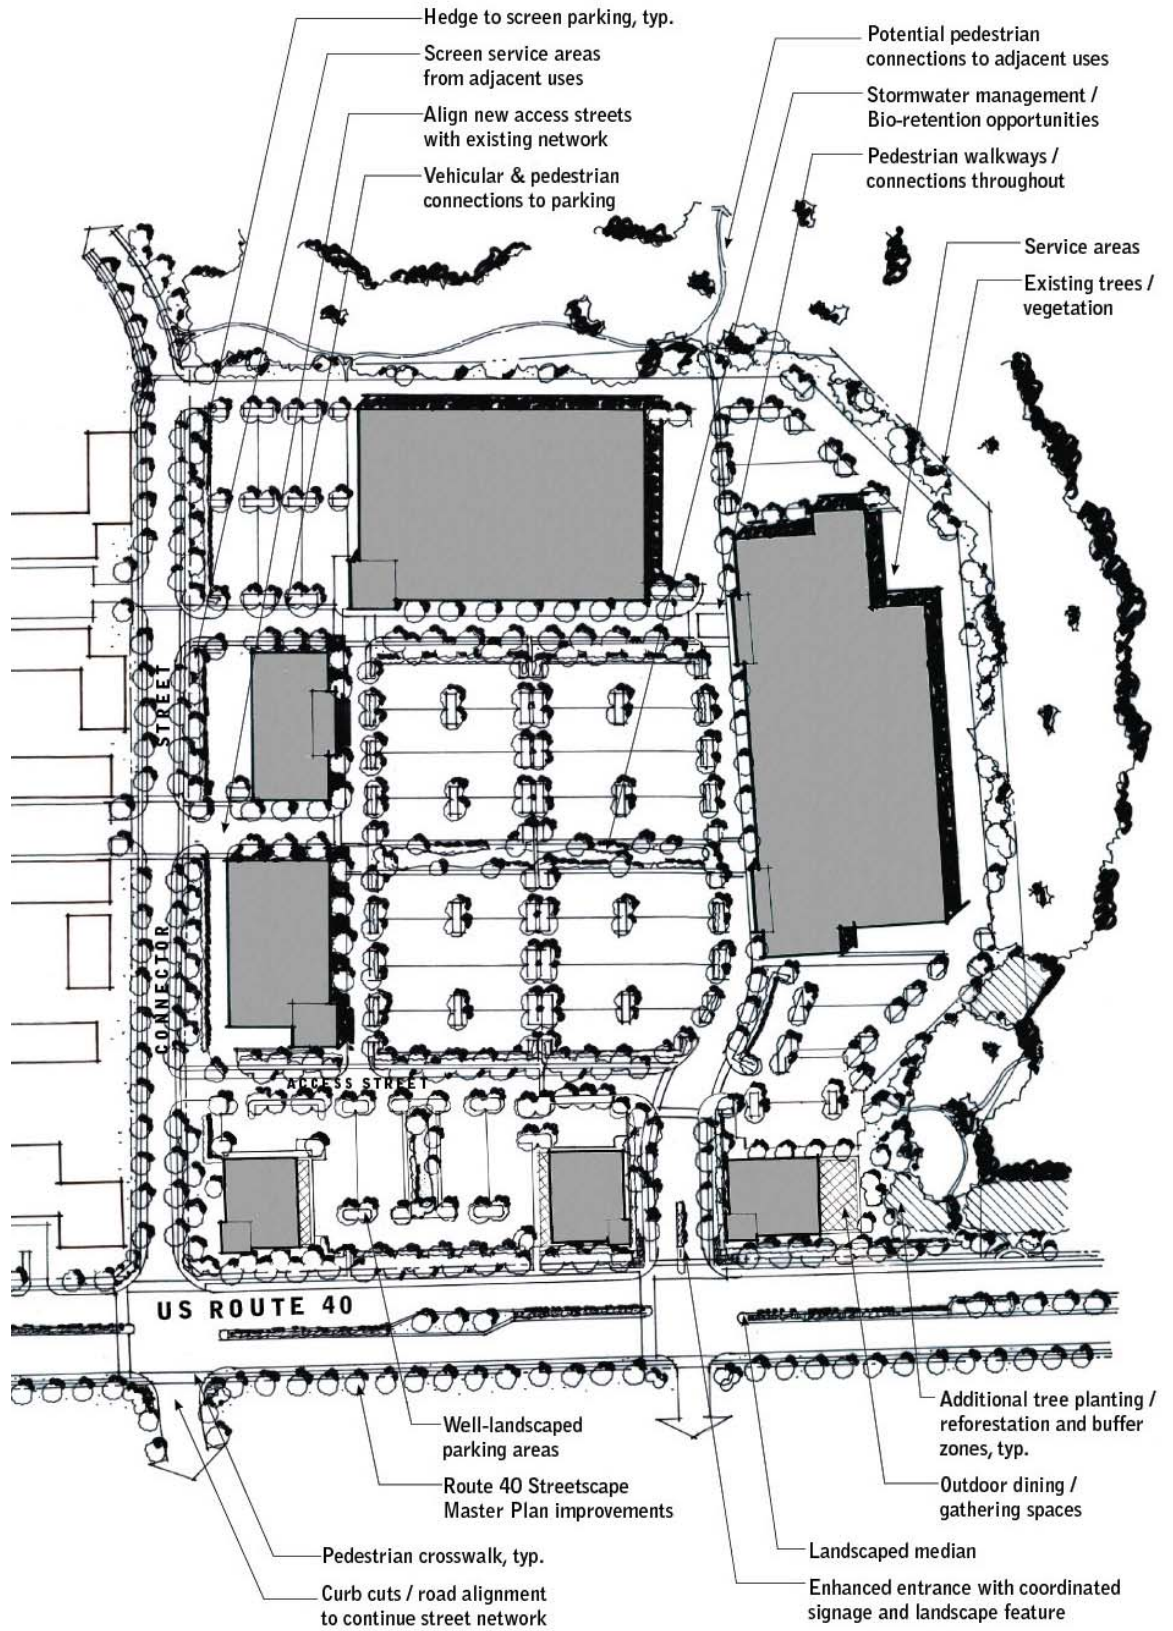 Hedge to screen parking, typ.
Screen service areas
from adjacent uses
Align new access streets
with existing network
Vehicular & pedestrian
connections to parking
Potential pedestrian
connections to adjacent uses
Stormwater management /
Bio-retention opportunities
Pedestrian walkways /
connections throughout
Service areas
Existing trees /
vegetation
STREET
CONNECTOR
ACCESS STREET
US ROUTE 40
Well-landscaped
parking areas
Route 40 Streetscape
Master Plan improvements
Pedestrian crosswalk, typ.
Curb cuts / road alignment
to continue street network
Additional tree planting /
reforestation and buffer
zones, typ.
Outdoor dining /
gathering spaces
Landscaped median
Enhanced entrance with coordinated
signage and landscape feature